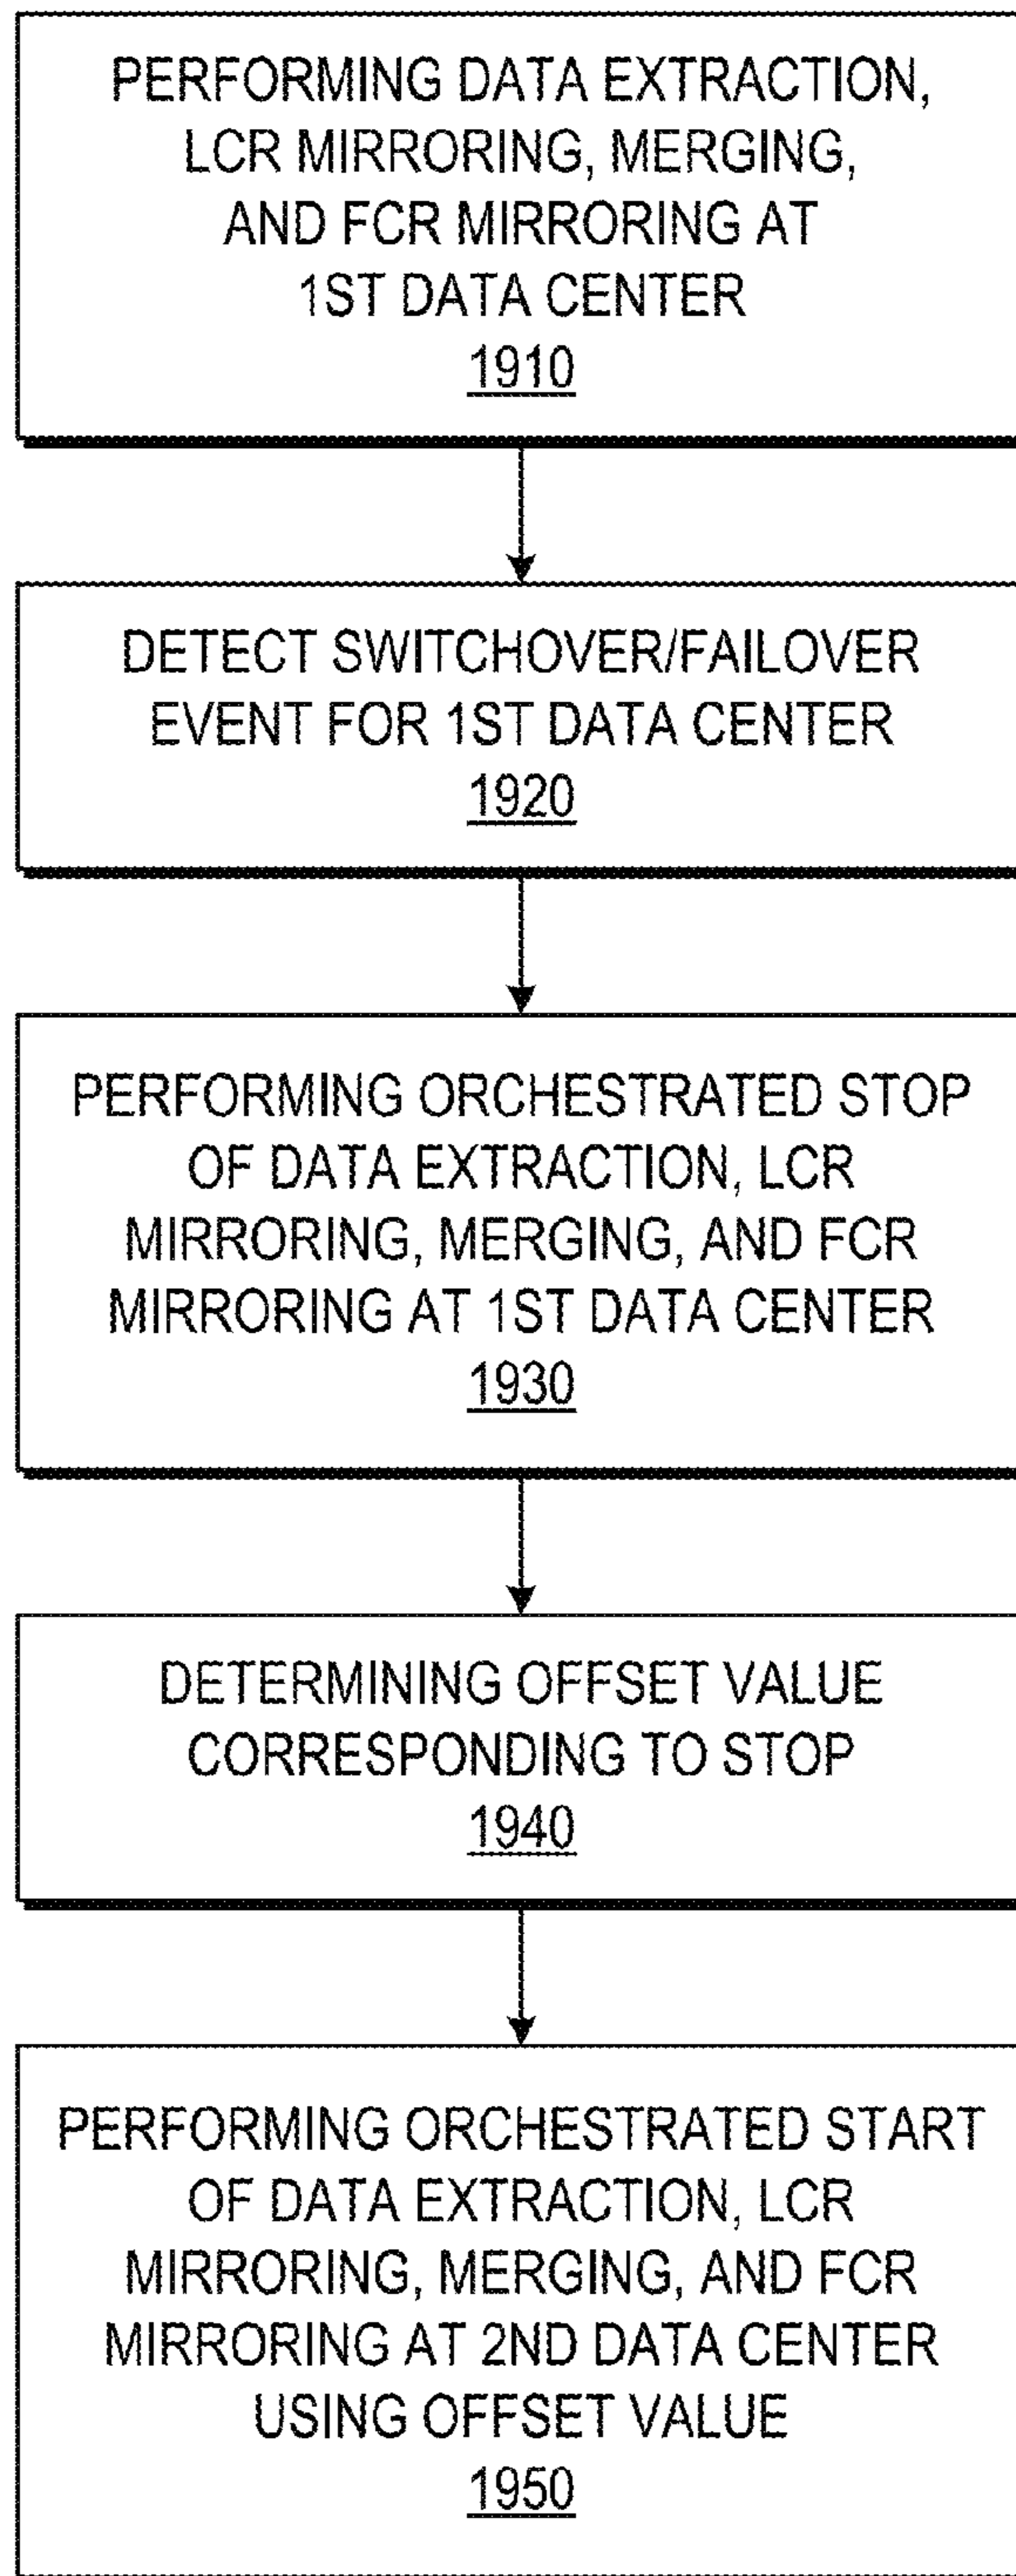 PERFORMING DATA EXTRACTION,
LCR MIRRORING, MERGING,
AND FCR MIRRORING AT
1ST DATA CENTER
1910
DETECT SWITCHOVER/FAILOVER
EVENT FOR 1ST DATA CENTER
1920
PERFORMING ORCHESTRATED STOP
OF DATA EXTRACTION, LCR
MIRRORING, MERGING, AND FCR
MIRRORING AT 1ST DATA CENTER
1930
DETERMINING OFFSET VALUE
CORRESPONDING TO STOP
1940
PERFORMING ORCHESTRATED START
OF DATA EXTRACTION, LCR
MIRRORING, MERGING, AND FCR
MIRRORING AT 2ND DATA CENTER
USING OFFSET VALUE
1950